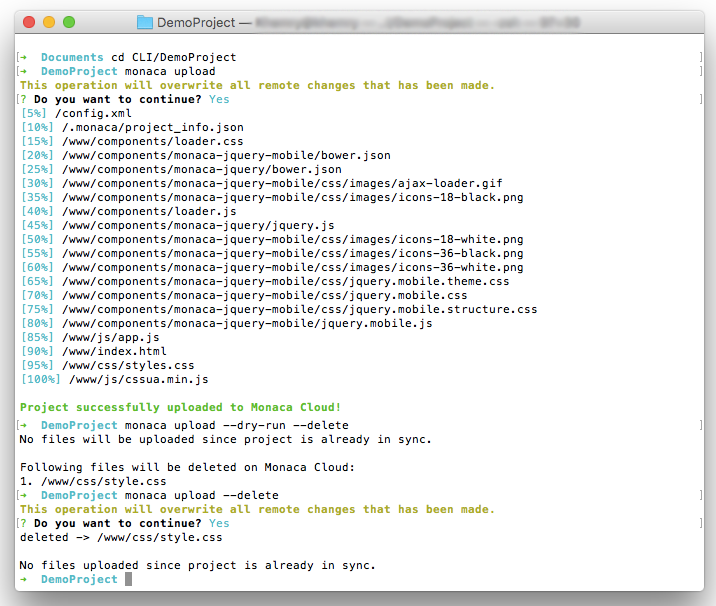 DemoProject —
[➜  Documents cd CLI/DemoProject ]
[➜  DemoProject monaca upload ]
This operation will overwrite all remote changes that has been made.
[? Do you want to continue? Yes ]
[5%] /config.xml
[10%] /.monaca/project_info.json
[15%] /www/components/loader.css
[20%] /www/components/monaca-jquery-mobile/bower.json
[25%] /www/components/monaca-jquery/bower.json
[30%] /www/components/monaca-jquery-mobile/css/images/ajax-loader.gif
[35%] /www/components/monaca-jquery-mobile/css/images/icons-18-black.png
[40%] /www/components/loader.js
[45%] /www/components/monaca-jquery/jquery.js
[50%] /www/components/monaca-jquery-mobile/css/images/icons-18-white.png
[55%] /www/components/monaca-jquery-mobile/css/images/icons-36-black.png
[60%] /www/components/monaca-jquery-mobile/css/images/icons-36-white.png
[65%] /www/components/monaca-jquery-mobile/css/jquery.mobile.theme.css
[70%] /www/components/monaca-jquery-mobile/css/jquery.mobile.css
[75%] /www/components/monaca-jquery-mobile/css/jquery.mobile.structure.css
[80%] /www/components/monaca-jquery-mobile/jquery.mobile.js
[85%] /www/js/app.js
[90%] /www/index.html
[95%] /www/css/styles.css
[100%] /www/js/cssua.min.js
Project successfully uploaded to Monaca Cloud!
[➜  DemoProject monaca upload --dry-run --delete ]
No files will be uploaded since project is already in sync.
Following files will be deleted on Monaca Cloud:
1. /www/css/style.css
[➜  DemoProject monaca upload --delete ]
This operation will overwrite all remote changes that has been made.
[? Do you want to continue? Yes ]
deleted -> /www/css/style.css
No files uploaded since project is already in sync.
➜  DemoProject